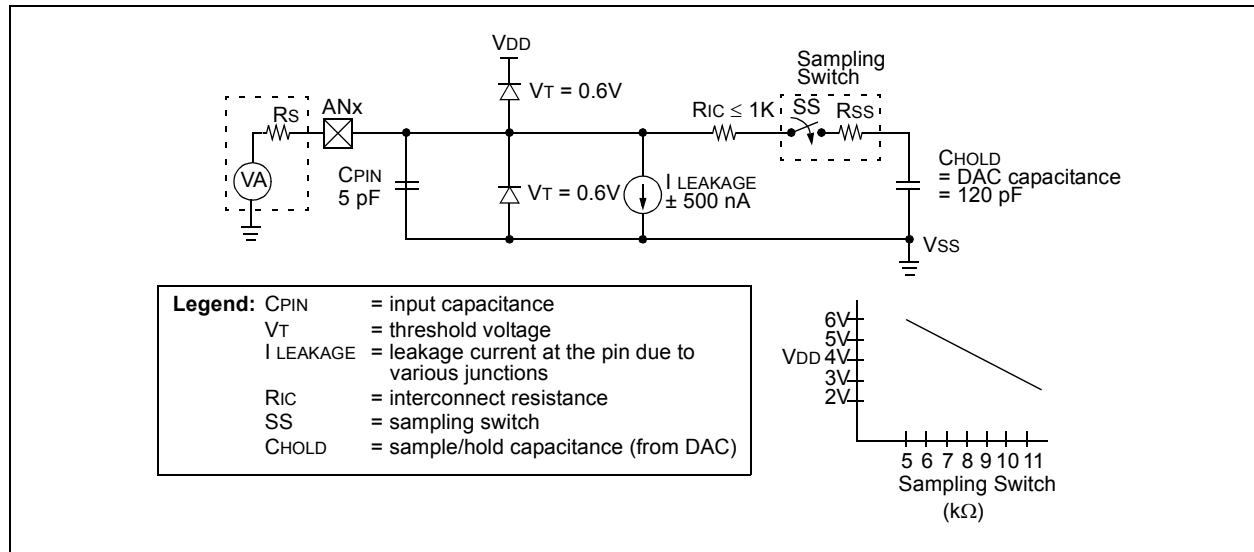 VDD
Sampling
Switch
VT = 0.6V
RS
ANx
RIC ≤ 1K
SS
RSS
VA
CPIN
5 pF
VT = 0.6V
I LEAKAGE
± 500 nA
CHOLD
= DAC capacitance
= 120 pF
VSS
Legend: CPIN = input capacitance
VT = threshold voltage
I LEAKAGE = leakage current at the pin due to
various junctions
RIC = interconnect resistance
SS = sampling switch
CHOLD = sample/hold capacitance (from DAC)
6V
5V
VDD 4V
3V
2V
5 6 7 8 9 10 11
Sampling Switch
(kΩ)